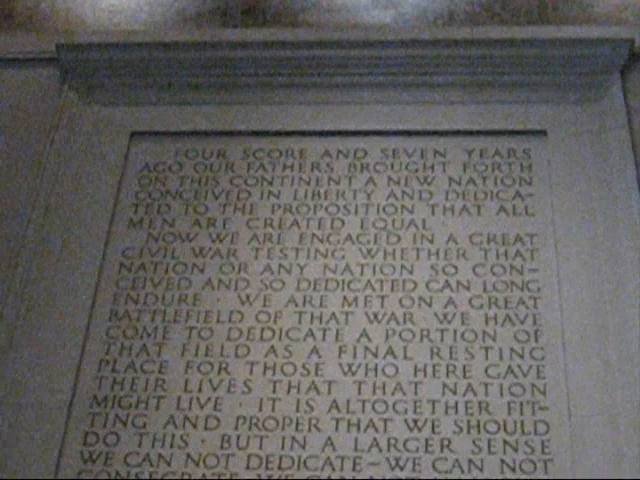 FOUR SCORE AND SEVEN YEARS
AGO OUR FATHERS BROUGHT FORTH
ON THIS CONTINENT A NEW NATION
CONCEIVED IN LIBERTY AND DEDICA-
TED TO THE PROPOSITION THAT ALL
MEN ARE CREATED EQUAL ·
NOW WE ARE ENGAGED IN A GREAT
CIVIL WAR TESTING WHETHER THAT
NATION OR ANY NATION SO CON-
CEIVED AND SO DEDICATED CAN LONG
ENDURE · WE ARE MET ON A GREAT
BATTLEFIELD OF THAT WAR · WE HAVE
COME TO DEDICATE A PORTION OF
THAT FIELD AS A FINAL RESTING
PLACE FOR THOSE WHO HERE GAVE
THEIR LIVES THAT THAT NATION
MIGHT LIVE · IT IS ALTOGETHER FIT-
TING AND PROPER THAT WE SHOULD
DO THIS · BUT IN A LARGER SENSE
WE CAN NOT DEDICATE–WE CAN NOT
CONSECRATE–WE CAN NOT